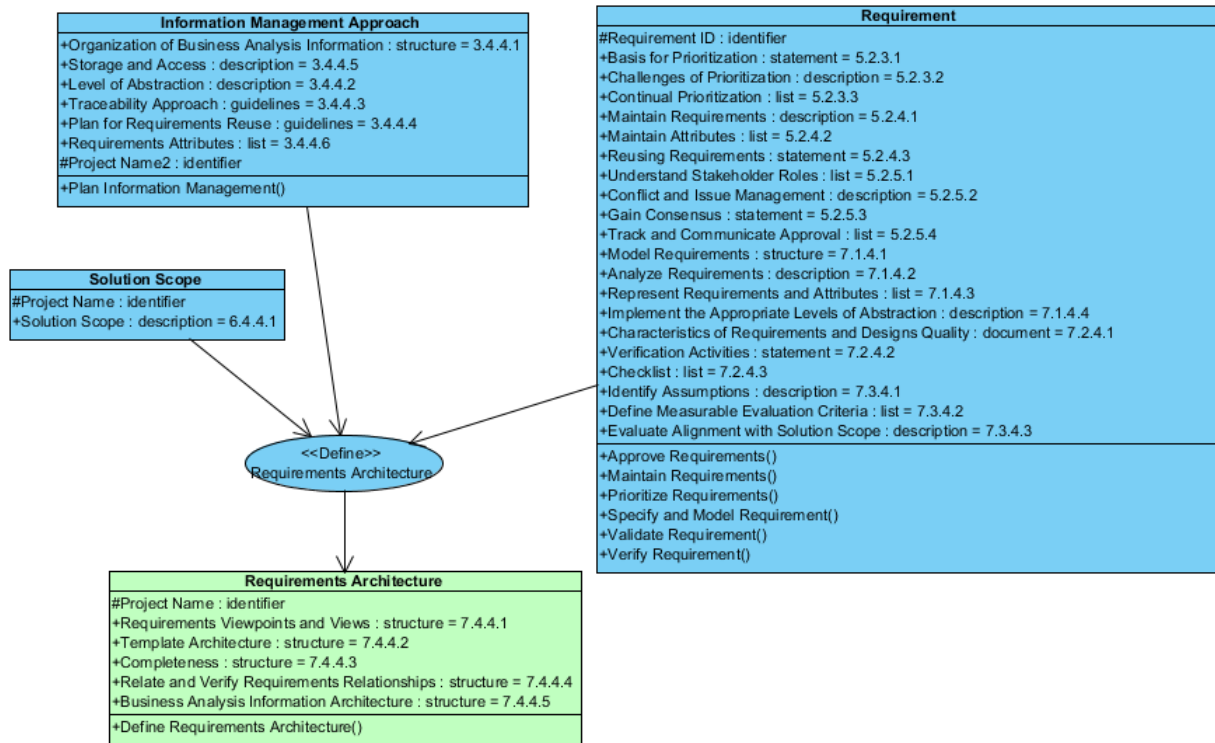 Information Management Approach
+Organization of Business Analysis Information : structure = 3.4.4.1
+Storage and Access : description = 3.4.4.5
+Level of Abstraction : description = 3.4.4.2
+Traceability Approach : guidelines = 3.4.4.3
+Plan for Requirements Reuse : guidelines = 3.4.4.4
+Requirements Attributes : list = 3.4.4.6
#Project Name2 : identifier
+Plan Information Management()
Requirement
#Requirement ID : identifier
+Basis for Prioritization : statement = 5.2.3.1
+Challenges of Prioritization : description = 5.2.3.2
+Continual Prioritization : list = 5.2.3.3
+Maintain Requirements : description = 5.2.4.1
+Maintain Attributes : list = 5.2.4.2
+Reusing Requirements : statement = 5.2.4.3
+Understand Stakeholder Roles : list = 5.2.5.1
+Conflict and Issue Management : description = 5.2.5.2
+Gain Consensus : statement = 5.2.5.3
+Track and Communicate Approval : list = 5.2.5.4
+Model Requirements : structure = 7.1.4.1
+Analyze Requirements : description = 7.1.4.2
+Represent Requirements and Attributes : list = 7.1.4.3
+Implement the Appropriate Levels of Abstraction : description = 7.1.4.4
+Characteristics of Requirements and Designs Quality : document = 7.2.4.1
+Verification Activities : statement = 7.2.4.2
+Checklist : list = 7.2.4.3
+Identify Assumptions : description = 7.3.4.1
+Define Measurable Evaluation Criteria : list = 7.3.4.2
+Evaluate Alignment with Solution Scope : description = 7.3.4.3
+Approve Requirements()
+Maintain Requirements()
+Prioritize Requirements()
+Specify and Model Requirement()
+Validate Requirement()
+Verify Requirement()
Solution Scope
#Project Name : identifier
+Solution Scope : description = 6.4.4.1
<<Define>>
Requirements Architecture
Requirements Architecture
#Project Name : identifier
+Requirements Viewpoints and Views : structure = 7.4.4.1
+Template Architecture : structure = 7.4.4.2
+Completeness : structure = 7.4.4.3
+Relate and Verify Requirements Relationships : structure = 7.4.4.4
+Business Analysis Information Architecture : structure = 7.4.4.5
+Define Requirements Architecture()